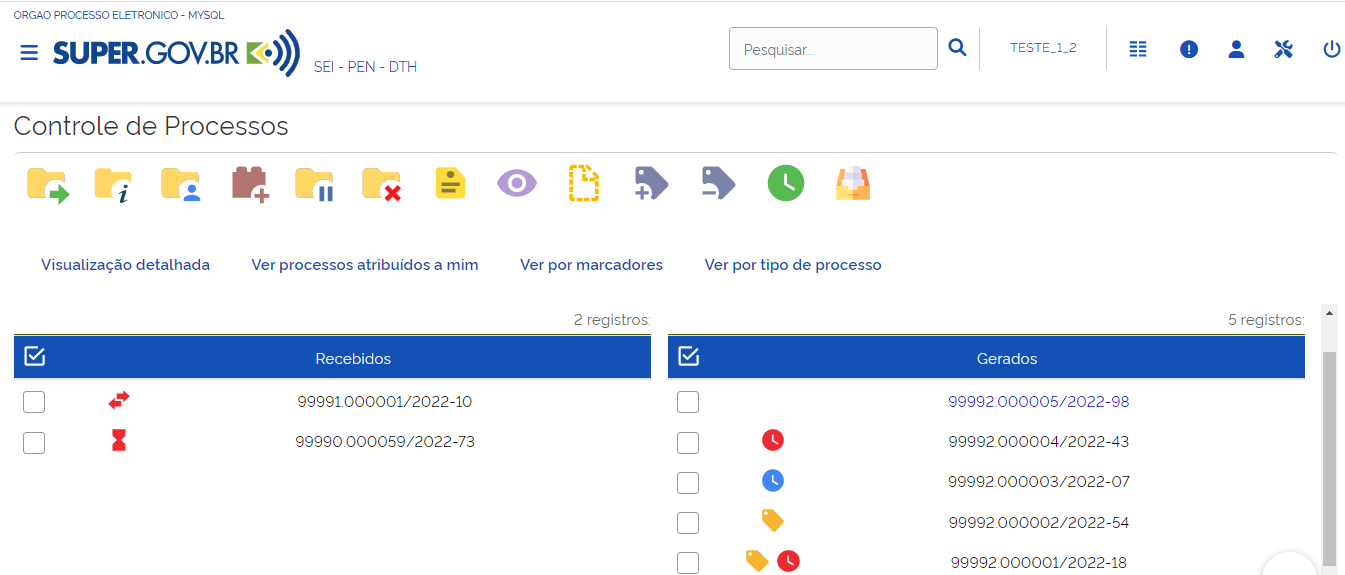 ORGAO PROCESSO ELETRONICO - MYSQL
SUPER.GOV.BR
SEI - PEN - DTH
Pesquisar...
TESTE_1_2
Controle de Processos
Visualização detalhada Ver processos atribuídos a mim Ver por marcadores Ver por tipo de processo
2 registros:
5 registros:
Recebidos
99991.000001/2022-10
99990.000059/2022-73
Gerados
99992.000005/2022-98
99992.000004/2022-43
99992.000003/2022-07
99992.000002/2022-54
99992.000001/2022-18